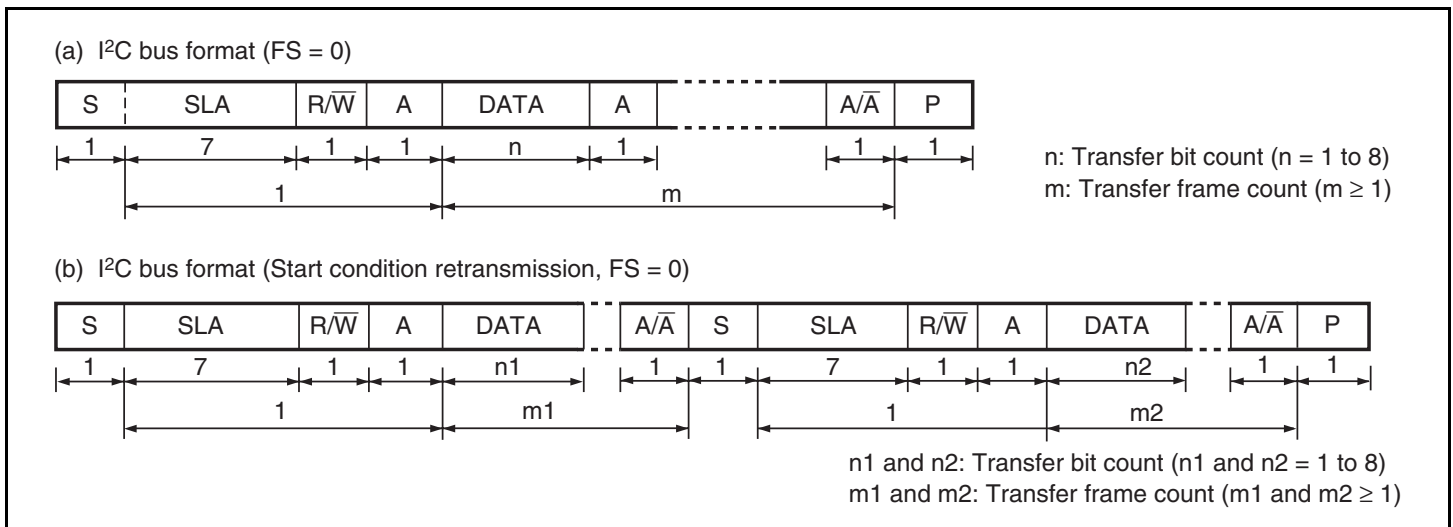 (a) I²C bus format (FS = 0)
S SLA R/W̅ A DATA A A/A̅ P
1 7 1 1 n 1 1 1
1 m
n: Transfer bit count (n = 1 to 8)
m: Transfer frame count (m ≥ 1)
(b) I²C bus format (Start condition retransmission, FS = 0)
S SLA R/W̅ A DATA A/A̅ S SLA R/W̅ A DATA A/A̅ P
1 7 1 1 n1 1 1 7 1 1 n2 1 1
1 m1 1 m2
n1 and n2: Transfer bit count (n1 and n2 = 1 to 8)
m1 and m2: Transfer frame count (m1 and m2 ≥ 1)